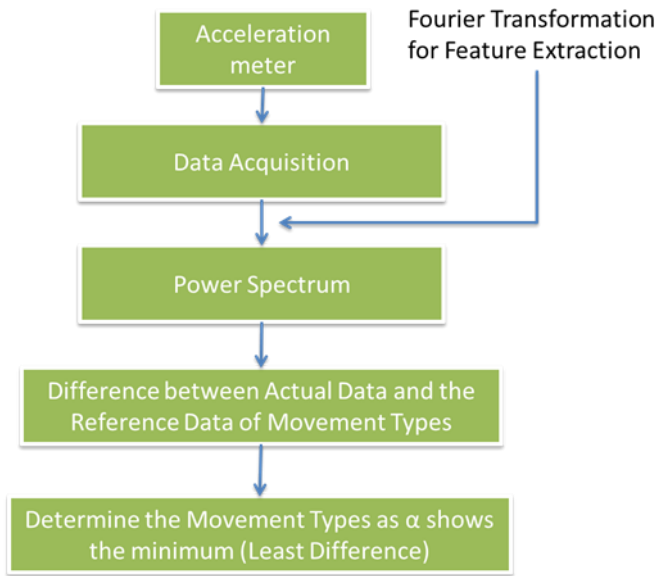 Acceleration
meter
Fourier Transformation
for Feature Extraction
Data Acquisition
Power Spectrum
Difference between Actual Data and the
Reference Data of Movement Types
Determine the Movement Types as α shows
the minimum (Least Difference)